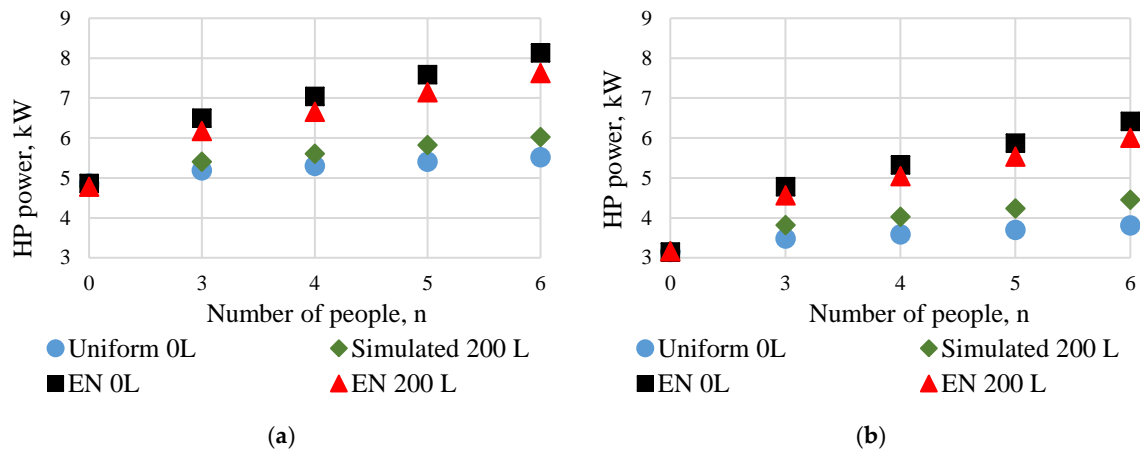 9
8
7
6
5
4
3
HP power, kW
0 3 4 5 6
Number of people, n
Uniform 0L Simulated 200 L
EN 0L EN 200 L
(a)
9
8
7
6
5
4
3
HP power, kW
0 3 4 5 6
Number of people, n
Uniform 0L Simulated 200 L
EN 0L EN 200 L
(b)